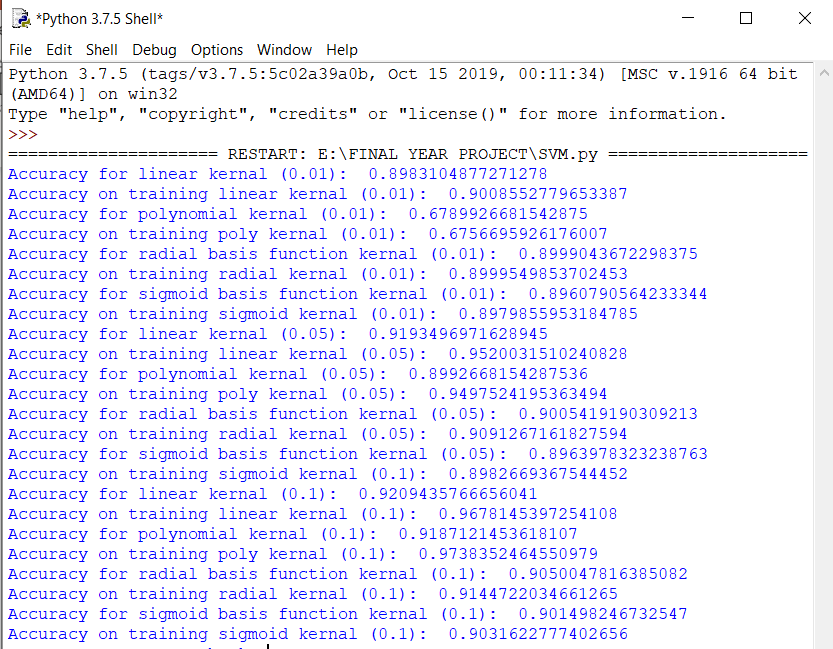 *Python 3.7.5 Shell*
File Edit Shell Debug Options Window Help
Python 3.7.5 (tags/v3.7.5:5c02a39a0b, Oct 15 2019, 00:11:34) [MSC v.1916 64 bit
(AMD64)] on win32
Type "help", "copyright", "credits" or "license()" for more information.
>>>
===================== RESTART: E:\FINAL YEAR PROJECT\SVM.py ====================
Accuracy for linear kernal (0.01):  0.8983104877271278
Accuracy on training linear kernal (0.01):  0.9008552779653387
Accuracy for polynomial kernal (0.01):  0.6789926681542875
Accuracy on training poly kernal (0.01):  0.6756695926176007
Accuracy for radial basis function kernal (0.01):  0.8999043672298375
Accuracy on training radial kernal (0.01):  0.8999549853702453
Accuracy for sigmoid basis function kernal (0.01):  0.8960790564233344
Accuracy on training sigmoid kernal (0.01):  0.8979855953184785
Accuracy for linear kernal (0.05):  0.9193496971628945
Accuracy on training linear kernal (0.05):  0.9520031510240828
Accuracy for polynomial kernal (0.05):  0.8992668154287536
Accuracy on training poly kernal (0.05):  0.9497524195363494
Accuracy for radial basis function kernal (0.05):  0.9005419190309213
Accuracy on training radial kernal (0.05):  0.9091267161827594
Accuracy for sigmoid basis function kernal (0.05):  0.8963978323238763
Accuracy on training sigmoid kernal (0.1):  0.8982669367544452
Accuracy for linear kernal (0.1):  0.9209435766656041
Accuracy on training linear kernal (0.1):  0.9678145397254108
Accuracy for polynomial kernal (0.1):  0.9187121453618107
Accuracy on training poly kernal (0.1):  0.9738352464550979
Accuracy for radial basis function kernal (0.1):  0.9050047816385082
Accuracy on training radial kernal (0.1):  0.9144722034661265
Accuracy for sigmoid basis function kernal (0.1):  0.901498246732547
Accuracy on training sigmoid kernal (0.1):  0.9031622777402656